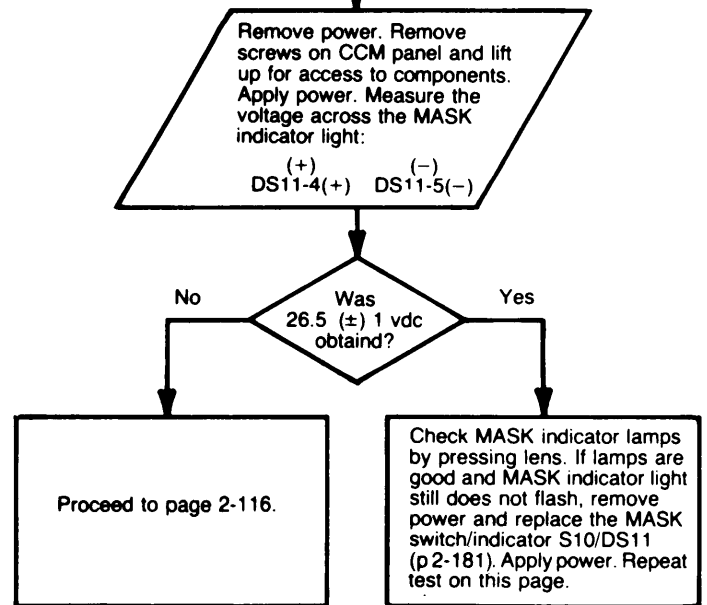 Remove power. Remove
screws on CCM panel and lift
up for access to components.
Apply power. Measure the
voltage across the MASK
indicator light:
(+) (−)
DS11-4(+) DS11-5(−)
No
Was
26.5 (±) 1 vdc
obtaind?
Yes
Proceed to page 2-116.
Check MASK indicator lamps
by pressing lens. If lamps are
good and MASK indicator light
still does not flash, remove
power and replace the MASK
switch/indicator S10/DS11
(p 2-181). Apply power. Repeat
test on this page.